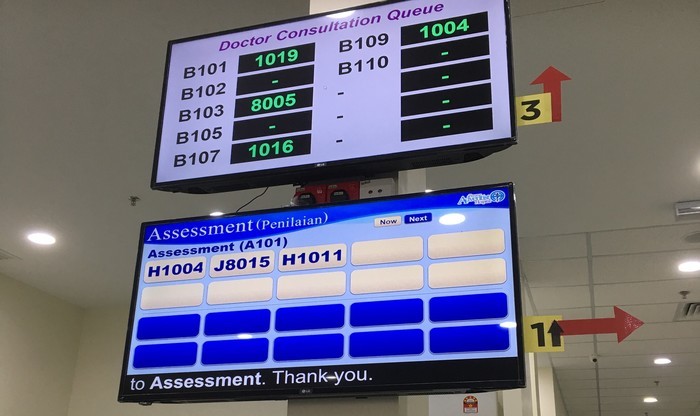 Doctor Consultation Queue
B101 1019 B109 1004
B102 - B110 -
B103 8005 - -
B105 - - -
B107 1016
3
Assessment (Penilaian)
Now Next
Assessment (A101)
H1004 J8015 H1011
1
to Assessment. Thank you.
LG